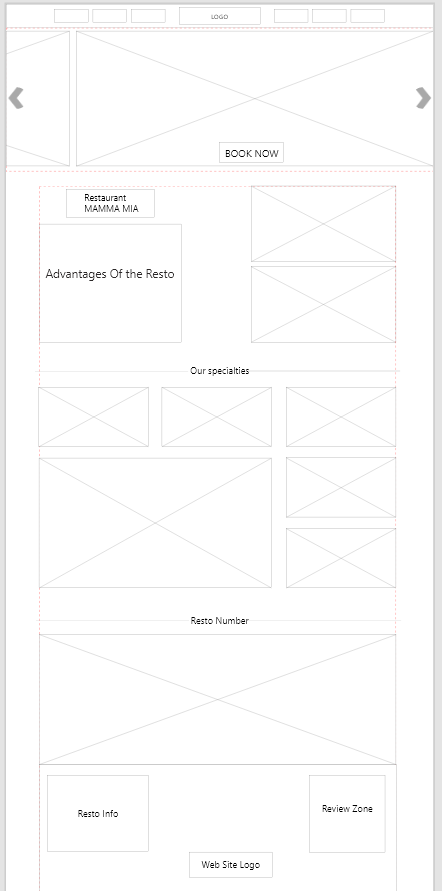 LOGO
BOOK NOW
Restaurant
MAMMA MIA
Advantages Of the Resto
Our specialties
Resto Number
Resto Info
Review Zone
Web Site Logo